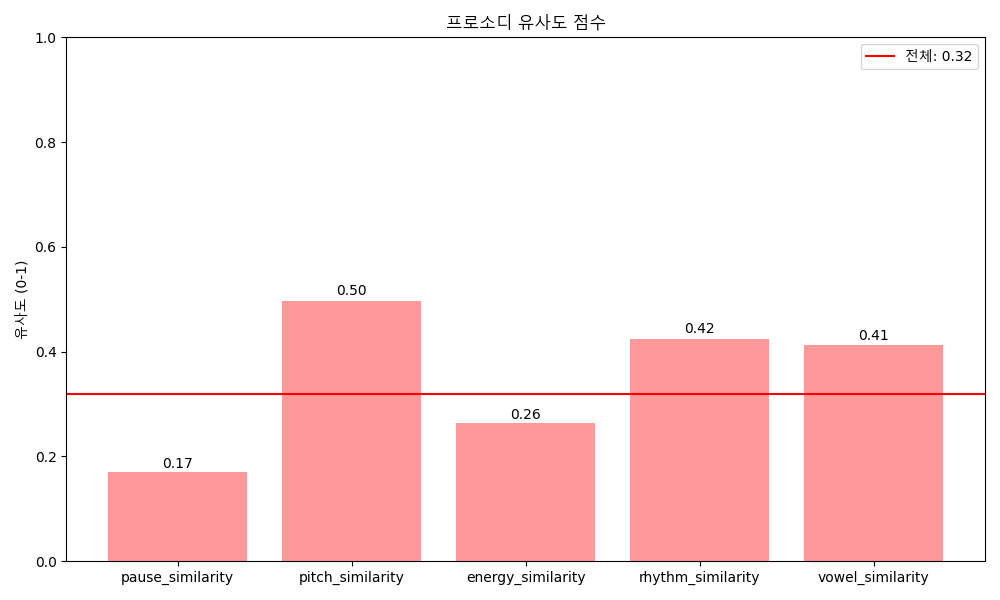 프로소디 유사도 점수
전체: 0.32
유사도 (0-1)
1.0
0.8
0.6
0.4
0.2
0.0
0.17
0.50
0.26
0.42
0.41
pause_similarity
pitch_similarity
energy_similarity
rhythm_similarity
vowel_similarity